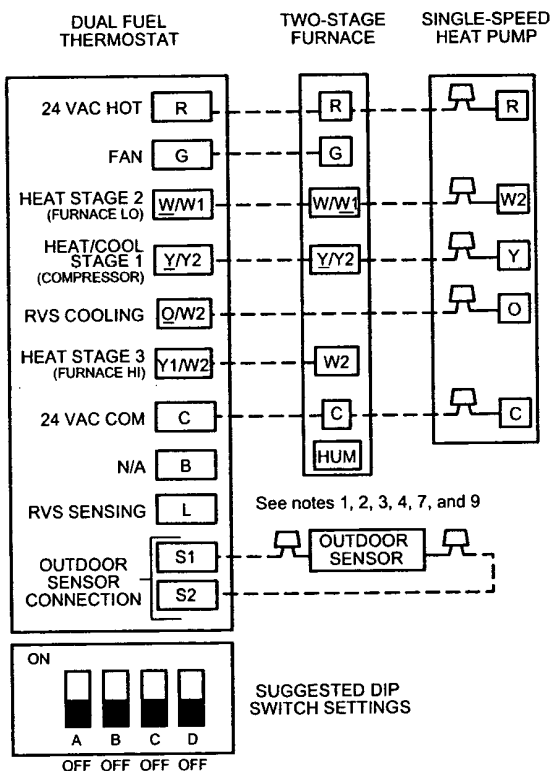 DUAL FUEL
THERMOSTAT
TWO-STAGE
FURNACE
SINGLE-SPEED
HEAT PUMP
24 VAC HOT R R R
FAN G G
HEAT STAGE 2
(FURNACE LO)
W/W1 W/W1 W2
HEAT/COOL
STAGE 1
(COMPRESSOR)
Y/Y2 Y/Y2 Y
RVS COOLING O/W2 O
HEAT STAGE 3
(FURNACE HI)
Y1/W2 W2
24 VAC COM C C C
HUM
N/A B
RVS SENSING L
See notes 1, 2, 3, 4, 7, and 9
OUTDOOR
SENSOR
CONNECTION
S1
S2
OUTDOOR
SENSOR
ON
A B C D
OFF OFF OFF OFF
SUGGESTED DIP
SWITCH SETTINGS